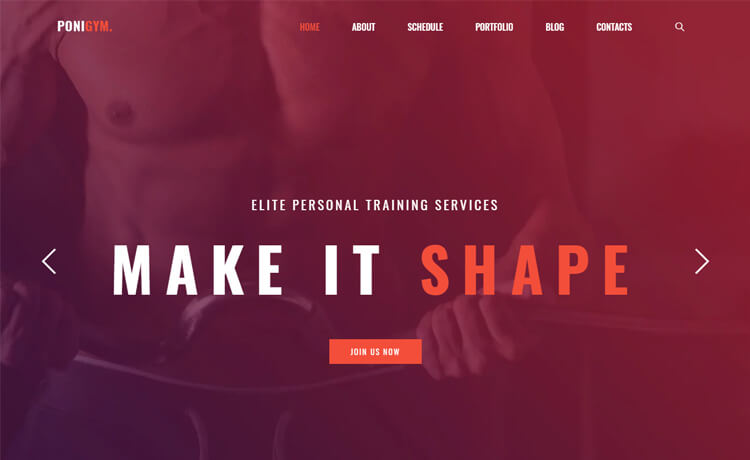 PONIGYM.
HOME ABOUT SCHEDULE PORTFOLIO BLOG CONTACTS
ELITE PERSONAL TRAINING SERVICES
MAKE IT SHAPE
JOIN US NOW